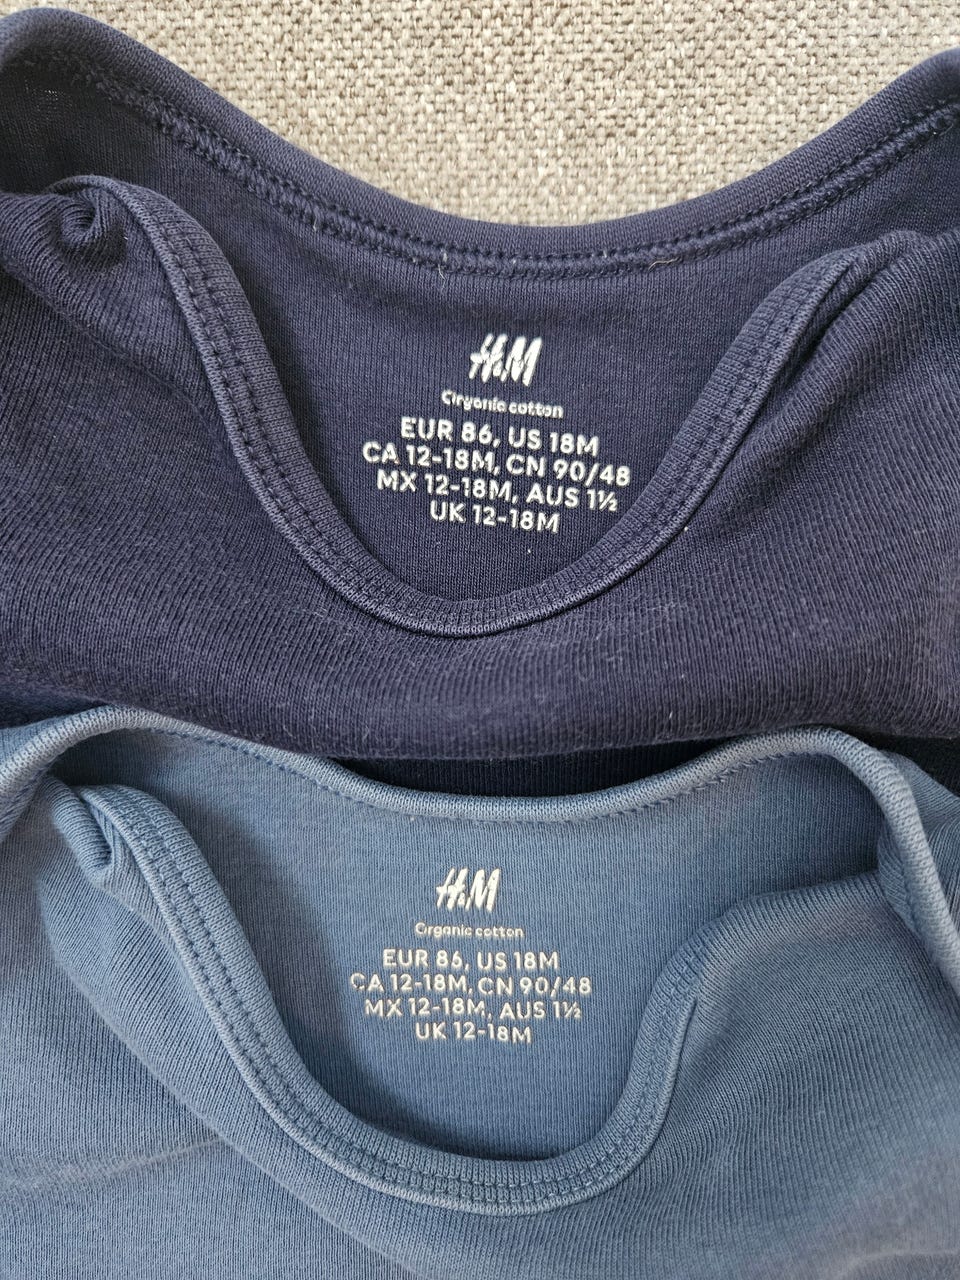 H&M
Organic cotton
EUR 86, US 18M
CA 12-18M, CN 90/48
MX 12-18M, AUS 1½
UK 12-18M
H&M
Organic cotton
EUR 86, US 18M
CA 12-18M, CN 90/48
MX 12-18M, AUS 1½
UK 12-18M